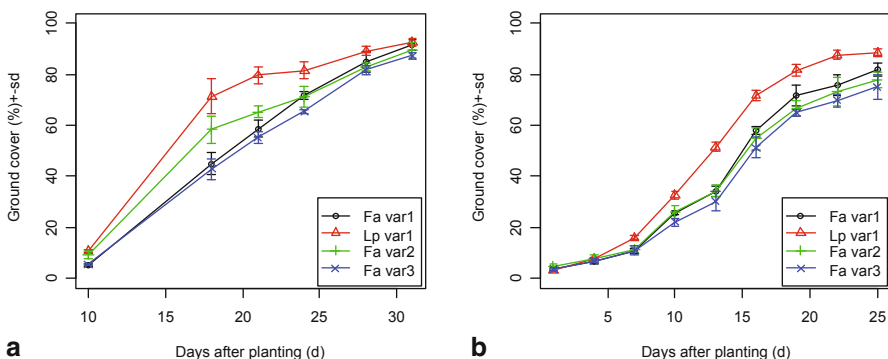 Ground cover (%)+-sd
100
80
60
40
20
0
Fa var1
Lp var1
Fa var2
Fa var3
10 15 20 25 30
Days after planting (d)
a
Ground cover (%)+-sd
100
80
60
40
20
0
Fa var1
Lp var1
Fa var2
Fa var3
5 10 15 20 25
Days after planting (d)
b